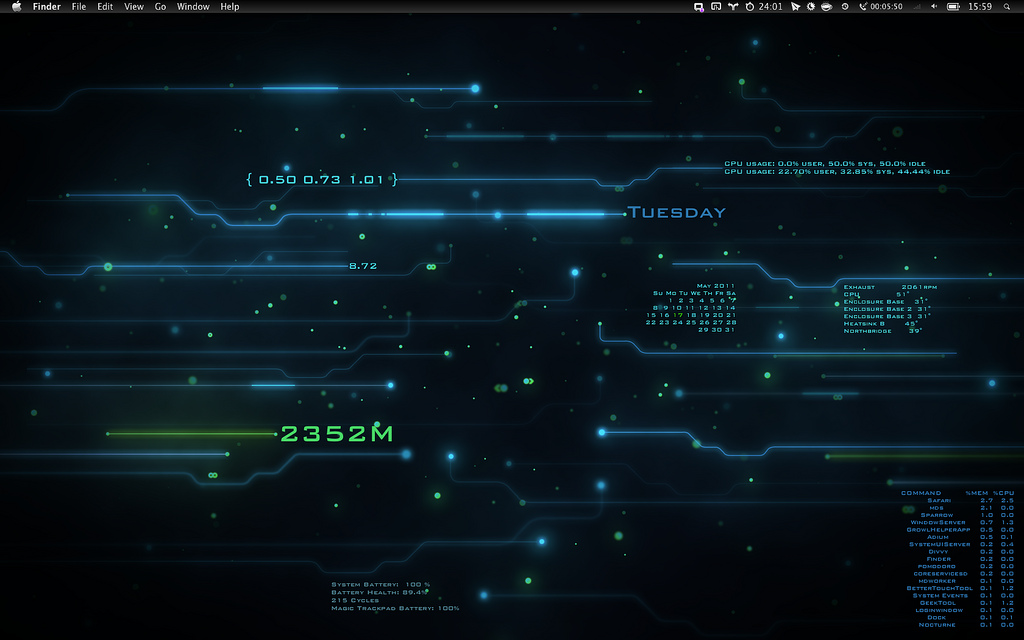 Finder File Edit View Go Window Help 24:01 00:05:50 15:59
{ 0.50 0.73 1.01 }
CPU usage: 0.0% user, 50.0% sys, 50.0% idle
CPU usage: 22.70% user, 32.85% sys, 44.44% idle
Tuesday
8.72
May 2011
Su Mo Tu We Th Fr Sa
1 2 3 4 5 6 7
8 9 10 11 12 13 14
15 16 17 18 19 20 21
22 23 24 25 26 27 28
29 30 31
Exhaust 2061rpm
CPU 51°
Enclosure Base 31°
Enclosure Base 2 31°
Enclosure Base 3 31°
Heatsink B 45°
Northbridge 39°
2352M
System Battery: 100 %
Battery Health: 89.4%
215 Cycles
Magic Trackpad Battery: 100%
COMMAND %MEM %CPU
Safari 2.7 2.5
mds 2.1 0.0
Sparrow 1.0 0.0
WindowServer 0.7 1.3
GrowlHelperApp 0.5 0.0
Adium 0.5 0.1
SystemUIServer 0.2 0.4
Divvy 0.2 0.0
Finder 0.2 0.0
pomodoro 0.2 0.0
coreservicesd 0.2 0.0
mdworker 0.1 0.0
BetterTouchTool 0.1 1.2
System Events 0.1 0.0
GeekTool 0.1 1.2
loginwindow 0.1 0.0
Dock 0.1 0.1
Nocturne 0.1 0.0